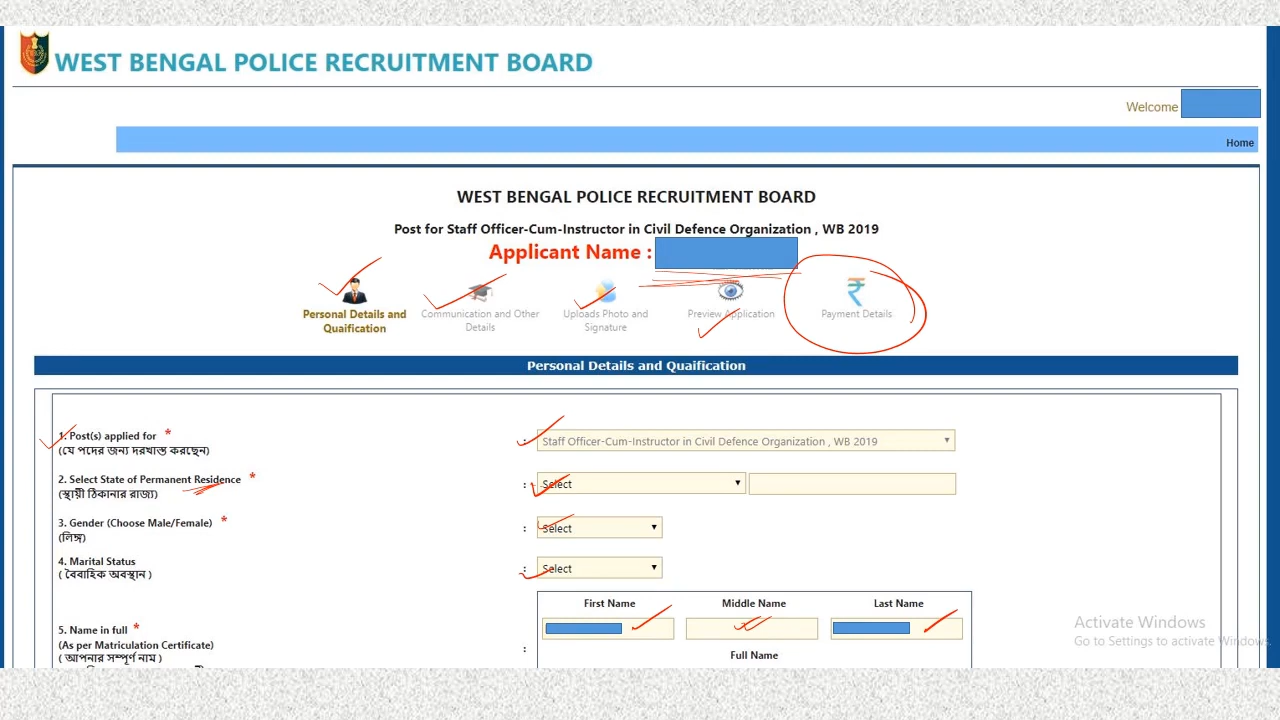 WEST BENGAL POLICE RECRUITMENT BOARD
Welcome
Home
WEST BENGAL POLICE RECRUITMENT BOARD
Post for Staff Officer-Cum-Instructor in Civil Defence Organization , WB 2019
Applicant Name :
Personal Details and Quaification
Communication and Other Details
Uploads Photo and Signature
Preview Application
Payment Details
Personal Details and Quaification
1. Post(s) applied for *
(যে পদের জন্য দরখাস্ত করছেন)
: Staff Officer-Cum-Instructor in Civil Defence Organization , WB 2019
2. Select State of Permanent Residence *
(স্থায়ী ঠিকানার রাজ্য)
: Select
3. Gender (Choose Male/Female) *
(লিঙ্গ)
: Select
4. Marital Status
( বৈবাহিক অবস্থান )
: Select
First Name Middle Name Last Name
5. Name in full *
(As per Matriculation Certificate)
( আপনার সম্পূর্ণ নাম )
:
Full Name
Activate Windows
Go to Settings to activate Windows.